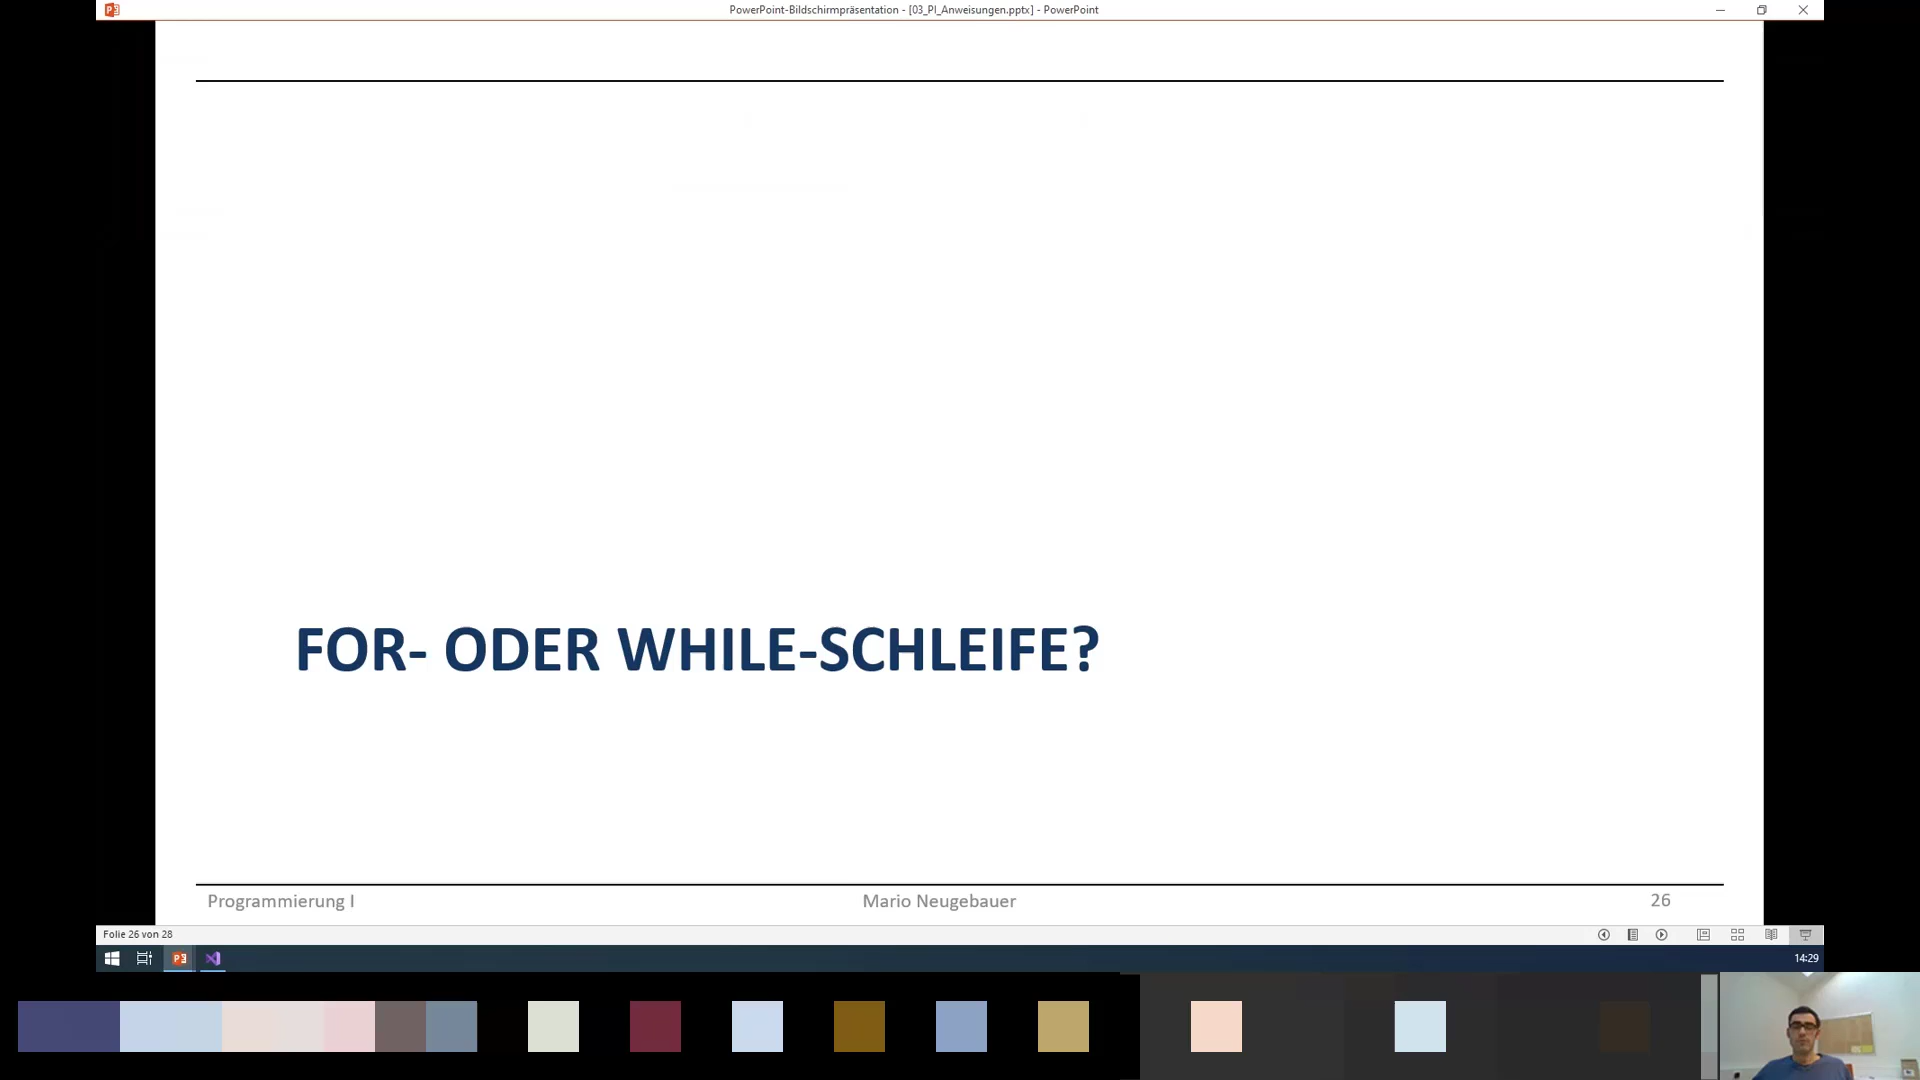 PowerPoint-Bildschirmpräsentation - [03_PI_Anweisungen.pptx] - PowerPoint
FOR- ODER WHILE-SCHLEIFE?
Programmierung I
Mario Neugebauer
26
Folie 26 von 28
14:29